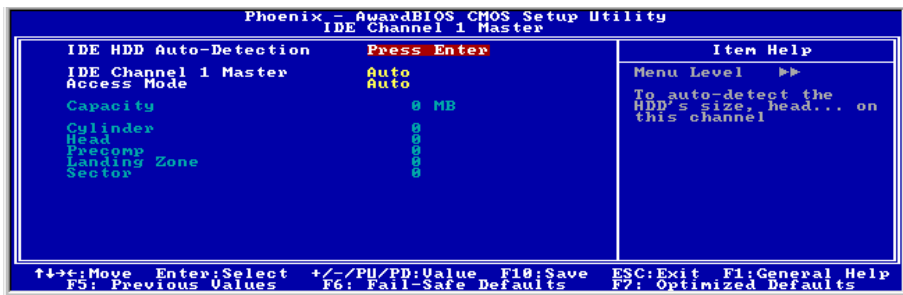 Phoenix - AwardBIOS CMOS Setup Utility
IDE Channel 1 Master
IDE HDD Auto-Detection Press Enter
IDE Channel 1 Master Auto
Access Mode Auto
Capacity 0 MB
Cylinder 0
Head 0
Precomp 0
Landing Zone 0
Sector 0
Item Help
Menu Level ►►
To auto-detect the
HDD's size, head... on
this channel
↑↓→←:Move Enter:Select +/-/PU/PD:Value F10:Save ESC:Exit F1:General Help
F5: Previous Values F6: Fail-Safe Defaults F7: Optimized Defaults